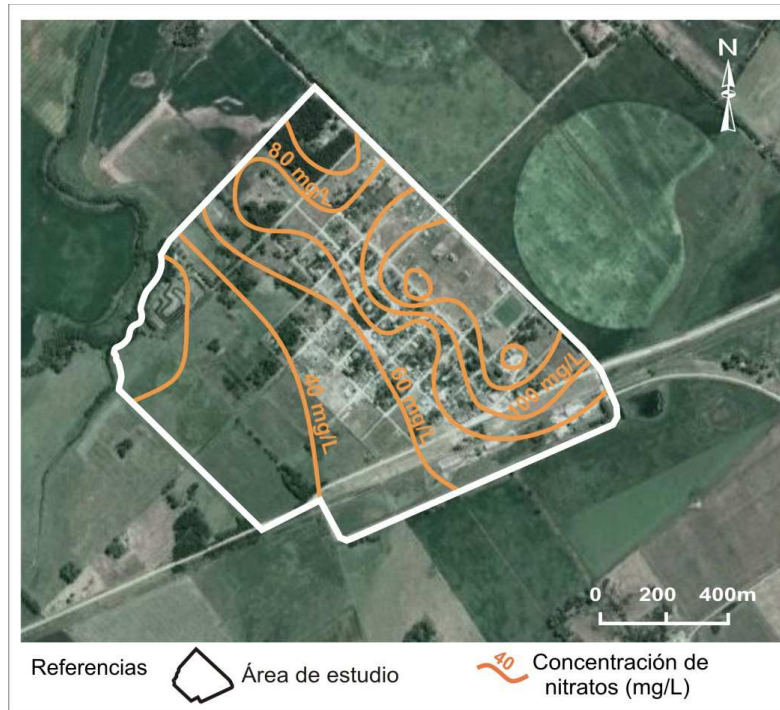 N
80 mg/L
40 mg/L
60 mg/L
100 mg/L
0 200 400m
Referencias
Área de estudio
40
Concentración de
nitratos (mg/L)